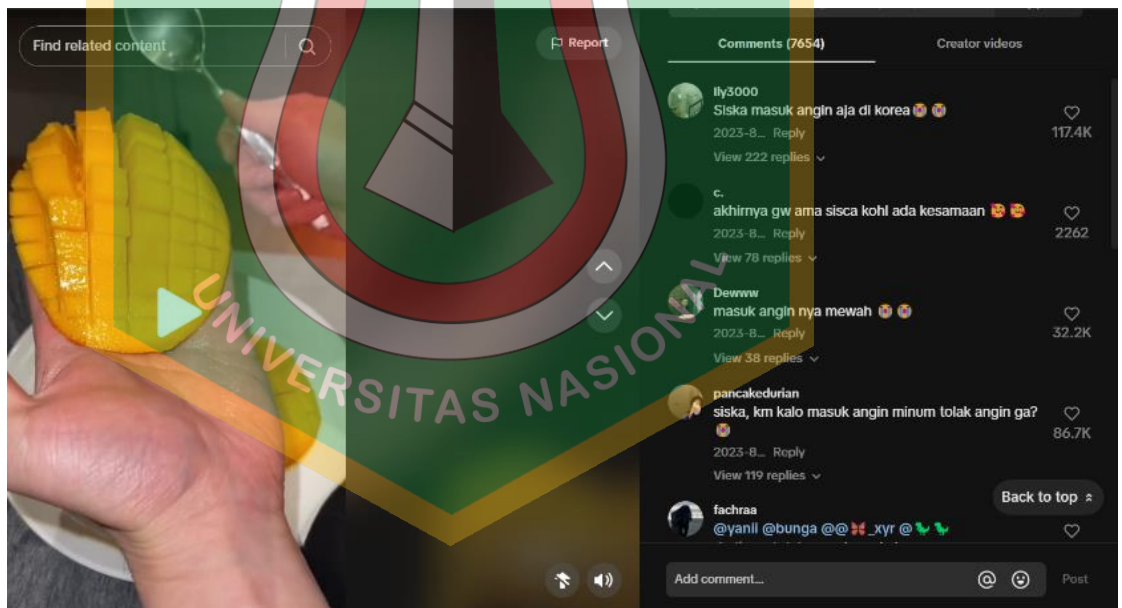 Find related content
Report
UNIVERSITAS NASIONAL
Comments (7654)
Creator videos
lly3000
Siska masuk angin aja di korea😭 😭
117.4K
2023-8... Reply
View 222 replies
c.
akhirnya gw ama sisca kohl ada kesamaan 🥰 🥰
2262
2023-8... Reply
View 78 replies
Dewww
masuk angin nya mewah 😭 😭
32.2K
2023-8... Reply
View 38 replies
pancakedurian
siska, km kalo masuk angin minum tolak angin ga?
😭
86.7K
2023-8... Reply
View 119 replies
Back to top
fachraa
@yanil @bunga @@🦋_xyr @🦖🦖
Add comment...
Post